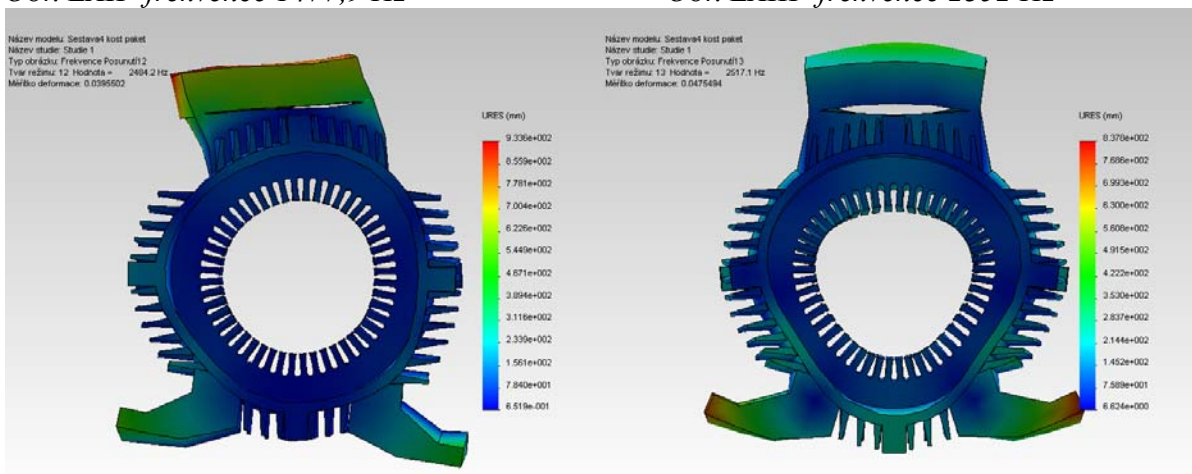 Název modelu: Sestava4 kost paket
Název studie: Studie 1
Typ obrázku: Frekvence Posunutí12
Tvar režimu: 12 Hodnota = 2484.2 Hz
Měřítko deformace: 0.0395502
URES (mm)
9.336e+002
8.559e+002
7.781e+002
7.004e+002
6.226e+002
5.449e+002
4.671e+002
3.894e+002
3.116e+002
2.339e+002
1.561e+002
7.840e+001
6.519e-001
Název modelu: Sestava4 kost paket
Název studie: Studie 1
Typ obrázku: Frekvence Posunutí13
Tvar režimu: 13 Hodnota = 2517.1 Hz
Měřítko deformace: 0.0475494
URES (mm)
8.378e+002
7.686e+002
6.993e+002
6.300e+002
5.608e+002
4.915e+002
4.222e+002
3.530e+002
2.837e+002
2.144e+002
1.452e+002
7.589e+001
6.624e+000